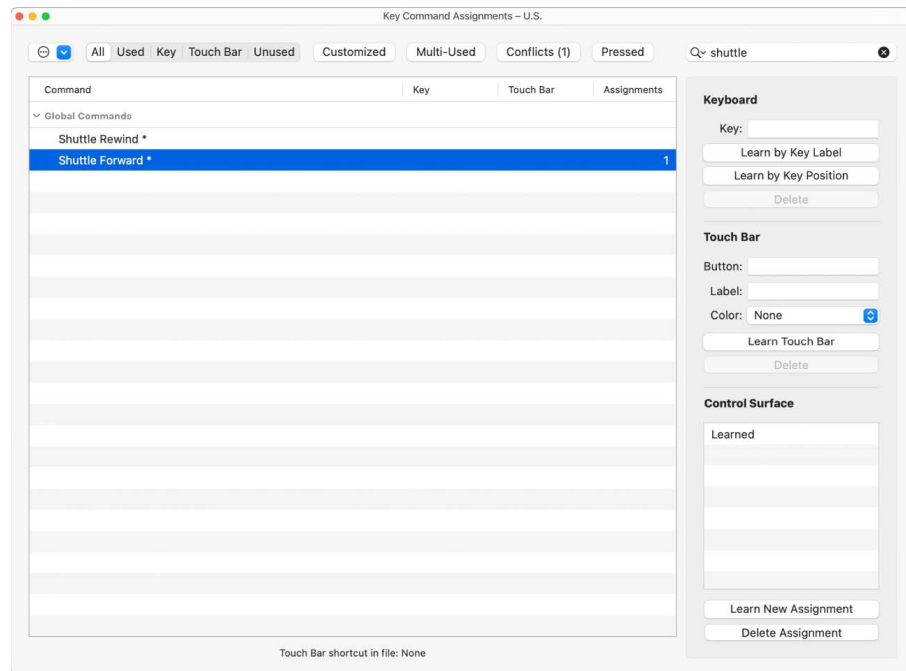 Key Command Assignments – U.S.
All Used Key Touch Bar Unused Customized Multi-Used Conflicts (1) Pressed shuttle
Command Key Touch Bar Assignments
Global Commands
Shuttle Rewind *
Shuttle Forward * 1
Keyboard
Key:
Learn by Key Label
Learn by Key Position
Delete
Touch Bar
Button:
Label:
Color: None
Learn Touch Bar
Delete
Control Surface
Learned
Learn New Assignment
Delete Assignment
Touch Bar shortcut in file: None